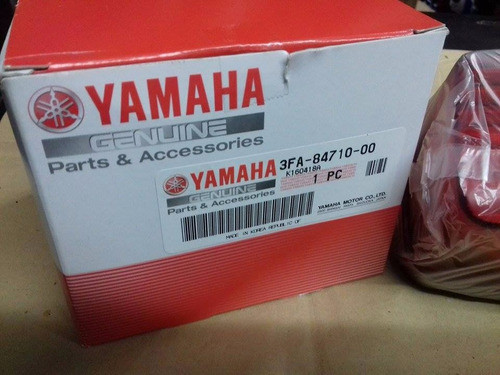 YAMAHA
GENUINE
Parts & Accessories
YAMAHA
GENUINE
Parts & Accessories
3FA-84710-00
K160418A
1 PC
YAMAHA MOTOR CO.,LTD.
MADE IN KOREA REPUBLIC OF